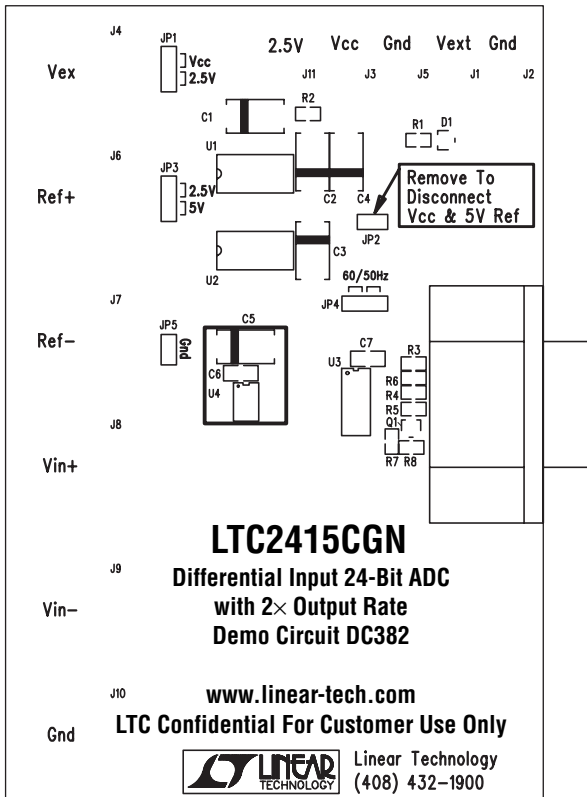 J4
JP1
2.5V Vcc Gnd Vext Gnd
Vex
Vcc
2.5V
J11 J3 J5 J1 J2
C1
R2
R1 D1
J6
U1
JP3
Ref+
2.5V
5V
C2 C4
Remove To
Disconnect
Vcc & 5V Ref
JP2
C3
U2
60/50Hz
J7
JP4
Ref-
JP5
Gnd
C5
C7
U3
R3
C6
R6
U4
R4
R5
J8
Q1
Vin+
R7 R8
LTC2415CGN
J9
Differential Input 24-Bit ADC
Vin-
with 2× Output Rate
Demo Circuit DC382
J10
www.linear-tech.com
Gnd
LTC Confidential For Customer Use Only
LT LINEAR
TECHNOLOGY
Linear Technology
(408) 432-1900